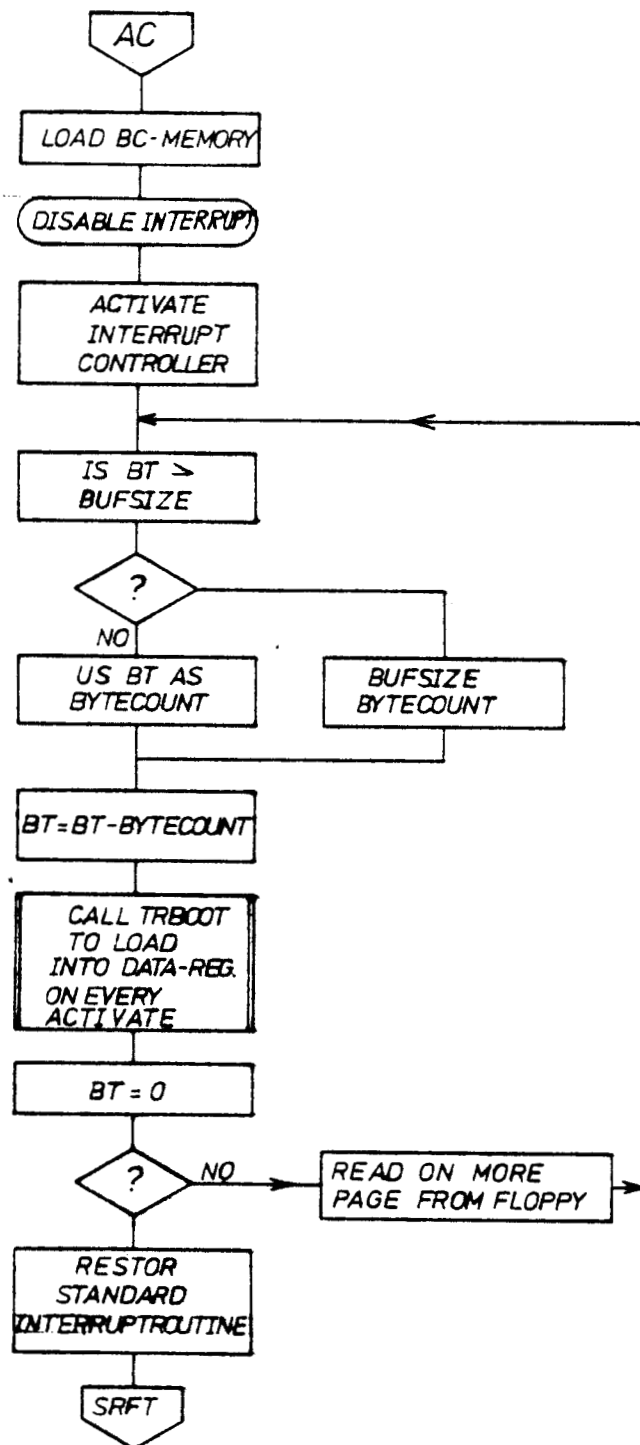 AC
LOAD BC-MEMORY
DISABLE INTERRUPT
ACTIVATE
INTERRUPT
CONTROLLER
IS BT >
BUFSIZE
?
NO
US BT AS
BYTECOUNT
BUFSIZE
BYTECOUNT
BT=BT-BYTECOUNT
CALL TRBOOT
TO LOAD
INTO DATA-REG.
ON EVERY
ACTIVATE
BT = 0
?
NO
READ ON MORE
PAGE FROM FLOPPY
RESTOR
STANDARD
INTERRUPTROUTINE
SRFT